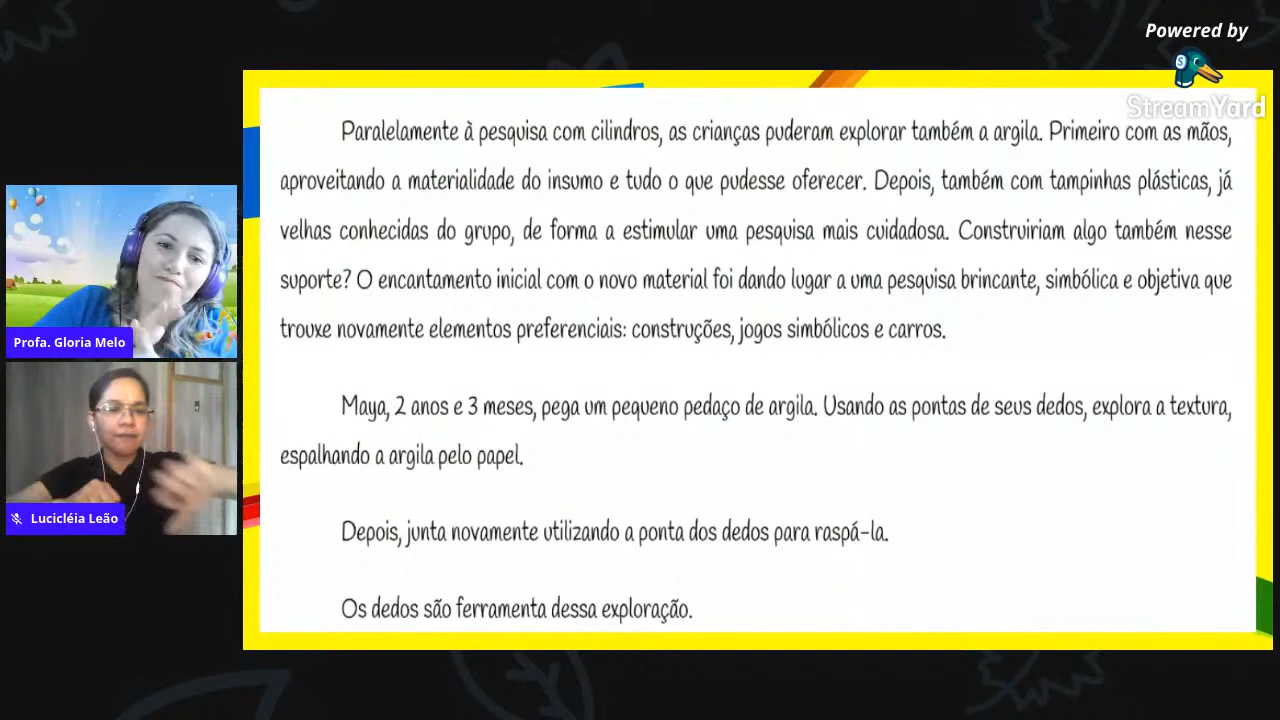 Powered by
StreamYard
Paralelamente à pesquisa com cilindros, as crianças puderam explorar também a argila. Primeiro com as mãos,
aproveitando a materialidade do insumo e tudo o que pudesse oferecer. Depois, também com tampinhas plásticas, já
velhas conhecidas do grupo, de forma a estimular uma pesquisa mais cuidadosa. Construiriam algo também nesse
suporte? O encantamento inicial com o novo material foi dando lugar a uma pesquisa brincante, simbólica e objetiva que
trouxe novamente elementos preferenciais: construções, jogos simbólicos e carros.
Maya, 2 anos e 3 meses, pega um pequeno pedaço de argila. Usando as pontas de seus dedos, explora a textura,
espalhando a argila pelo papel.
Depois, junta novamente utilizando a ponta dos dedos para raspá-la.
Os dedos são ferramenta dessa exploração.
Profa. Gloria Melo
Lucicléia Leão